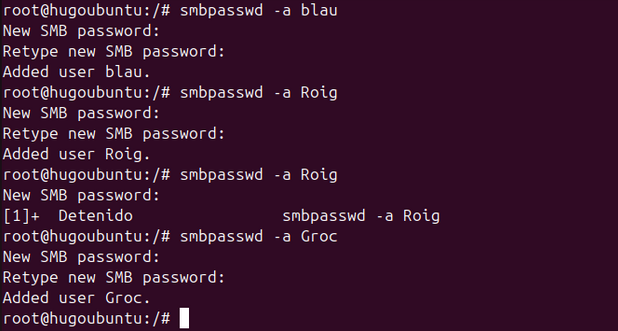 root@hugoubuntu:/# smbpasswd -a blau
New SMB password:
Retype new SMB password:
Added user blau.
root@hugoubuntu:/# smbpasswd -a Roig
New SMB password:
Retype new SMB password:
Added user Roig.
root@hugoubuntu:/# smbpasswd -a Roig
New SMB password:
[1]+  Detenido                smbpasswd -a Roig
root@hugoubuntu:/# smbpasswd -a Groc
New SMB password:
Retype new SMB password:
Added user Groc.
root@hugoubuntu:/#